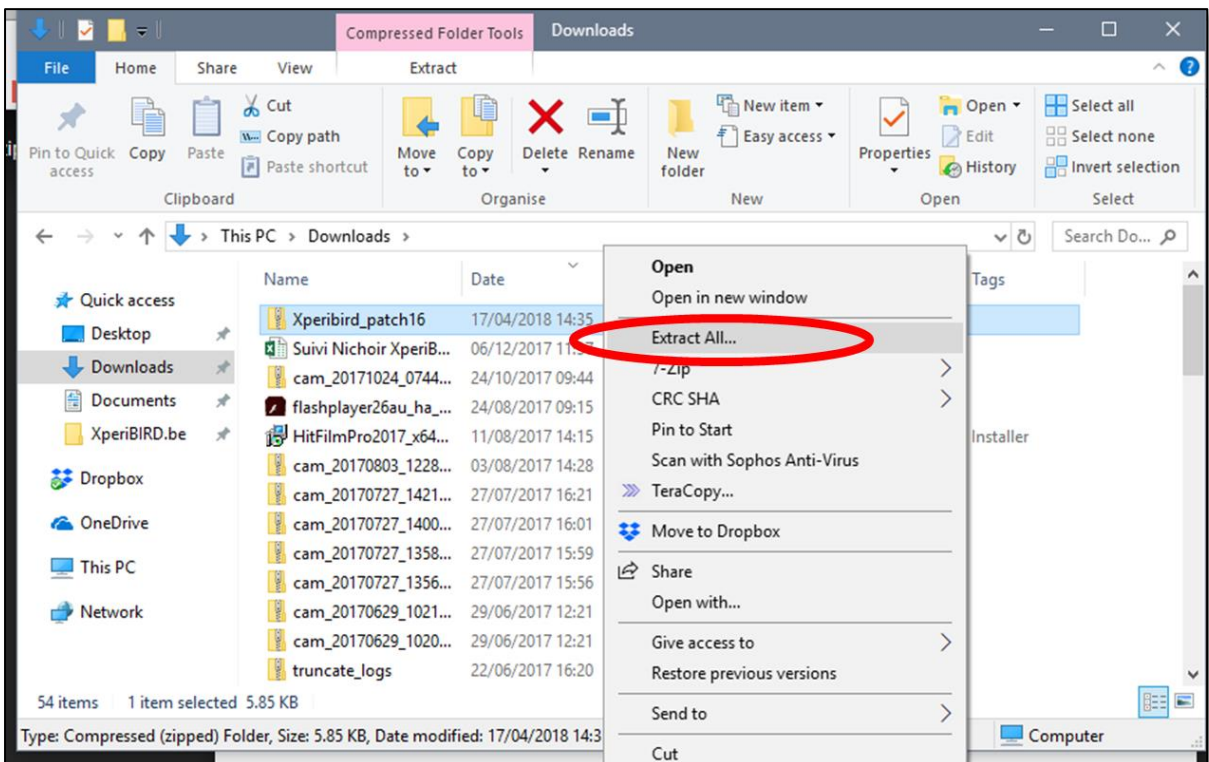 Compressed Folder Tools Downloads
File Home Share View Extract
Pin to Quick access
Copy
Paste
Cut
Copy path
Paste shortcut
Clipboard
Move to
Copy to
Delete
Rename
Organise
New folder
New item
Easy access
New
Properties
Open
Edit
History
Open
Select all
Select none
Invert selection
Select
This PC > Downloads >
Search Do...
Quick access
Desktop
Downloads
Documents
XperiBIRD.be
Dropbox
OneDrive
This PC
Network
Name Date Tags
Xperibird_patch16 17/04/2018 14:35
Suivi Nichoir XperiB... 06/12/2017
cam_20171024_0744... 24/10/2017 09:44
flashplayer26au_ha_... 24/08/2017 09:15
HitFilmPro2017_x64... 11/08/2017 14:15 Installer
cam_20170803_1228... 03/08/2017 14:28
cam_20170727_1421... 27/07/2017 16:21
cam_20170727_1400... 27/07/2017 16:01
cam_20170727_1358... 27/07/2017 15:59
cam_20170727_1356... 27/07/2017 15:56
cam_20170629_1021... 29/06/2017 12:21
cam_20170629_1020... 29/06/2017 12:21
truncate_logs 22/06/2017 16:20
Open
Open in new window
Extract All...
7-Zip
CRC SHA
Pin to Start
Scan with Sophos Anti-Virus
TeraCopy...
Move to Dropbox
Share
Open with...
Give access to
Restore previous versions
Send to
Cut
54 items 1 item selected 5.85 KB
Type: Compressed (zipped) Folder, Size: 5.85 KB, Date modified: 17/04/2018 14:3
Computer